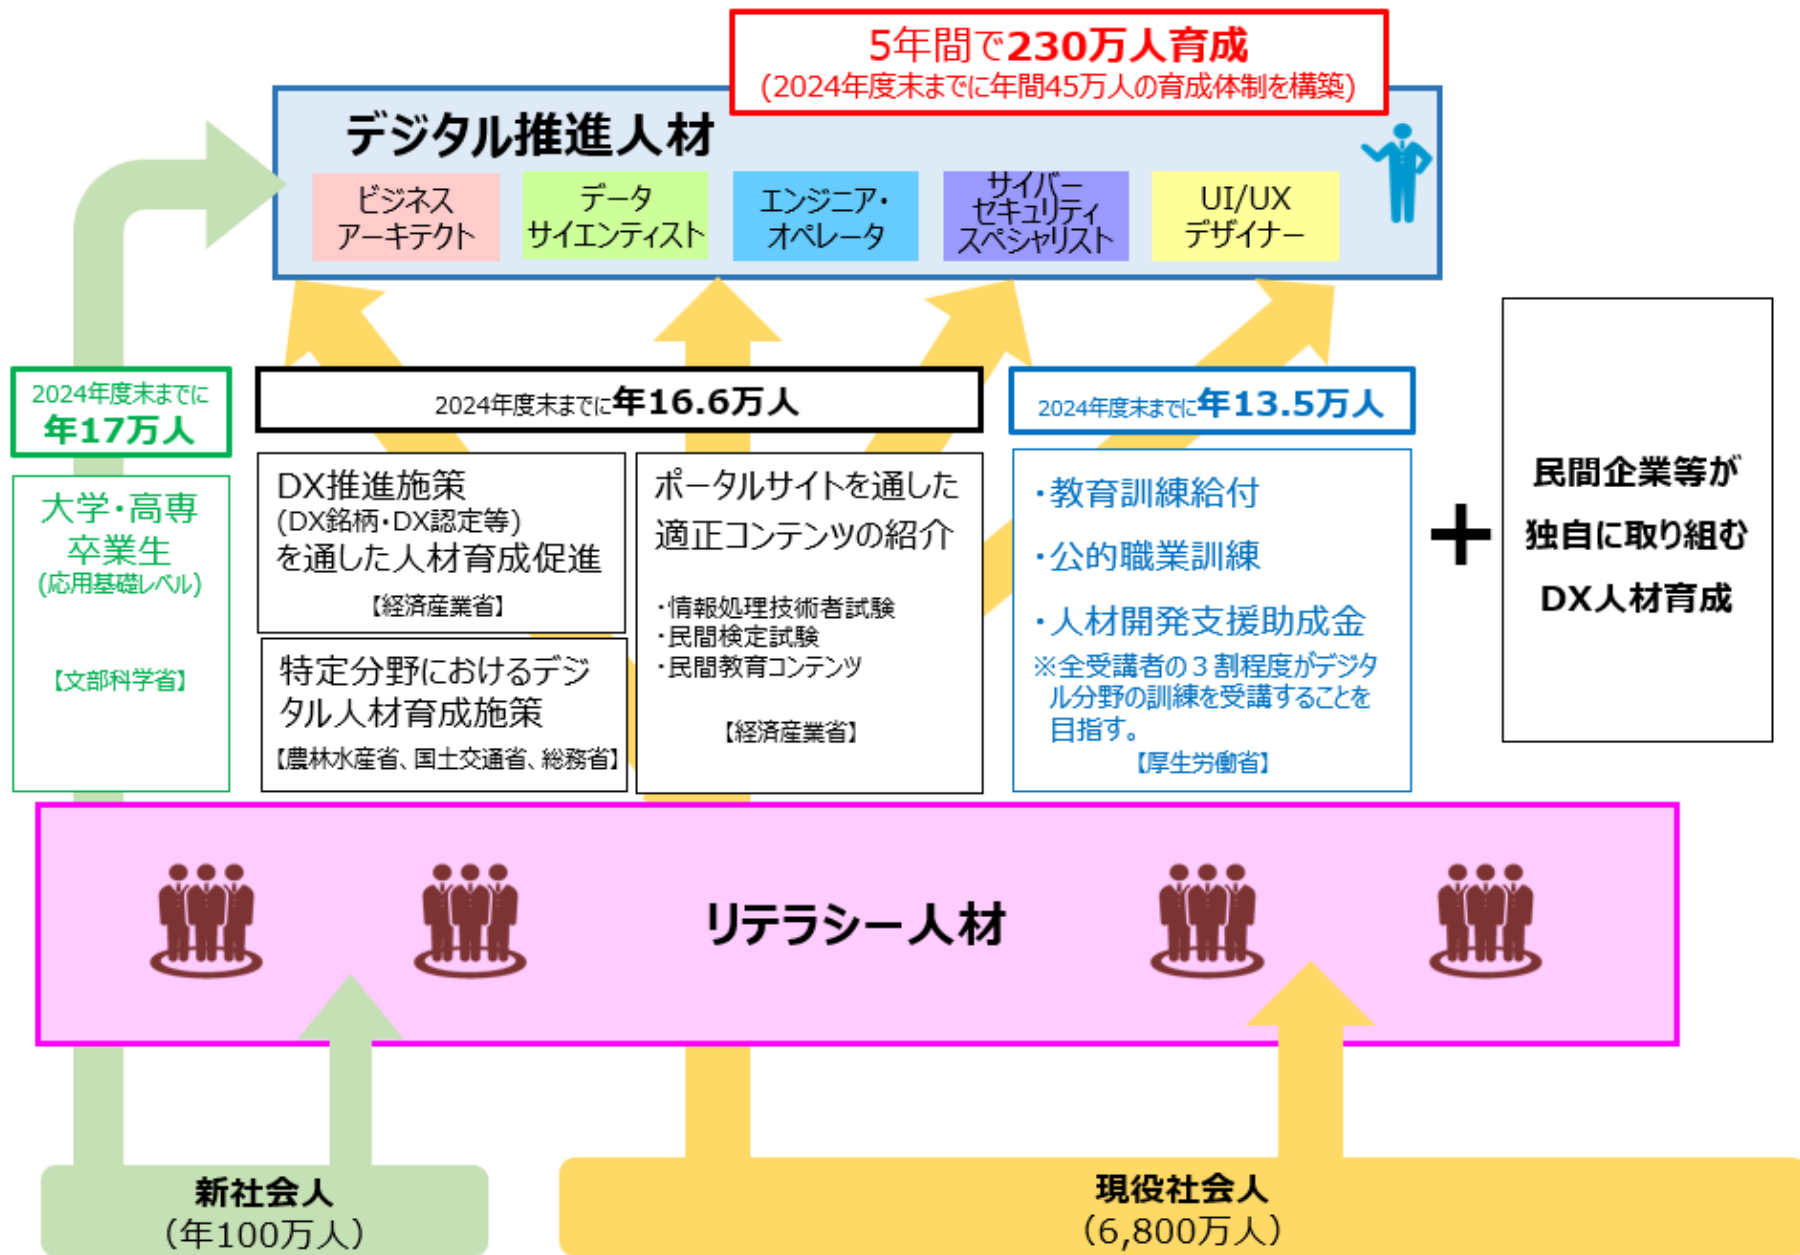 5年間で230万人育成
(2024年度末までに年間45万人の育成体制を構築)
デジタル推進人材
ビジネス
アーキテクト
データ
サイエンティスト
エンジニア・
オペレータ
サイバー
セキュリティ
スペシャリスト
UI/UX
デザイナー
2024年度末までに
年17万人
大学・高専
卒業生
(応用基礎レベル)
【文部科学省】
2024年度末までに年16.6万人
DX推進施策
(DX銘柄・DX認定等)
を通した人材育成促進
【経済産業省】
特定分野におけるデジ
タル人材育成施策
【農林水産省、国土交通省、総務省】
ポータルサイトを通した
適正コンテンツの紹介
・情報処理技術者試験
・民間検定試験
・民間教育コンテンツ
【経済産業省】
2024年度末までに年13.5万人
・教育訓練給付
・公的職業訓練
・人材開発支援助成金
※全受講者の3割程度がデジタ
ル分野の訓練を受講することを
目指す。
【厚生労働省】
+
民間企業等が
独自に取り組む
DX人材育成
リテラシー人材
新社会人
(年100万人)
現役社会人
(6,800万人)